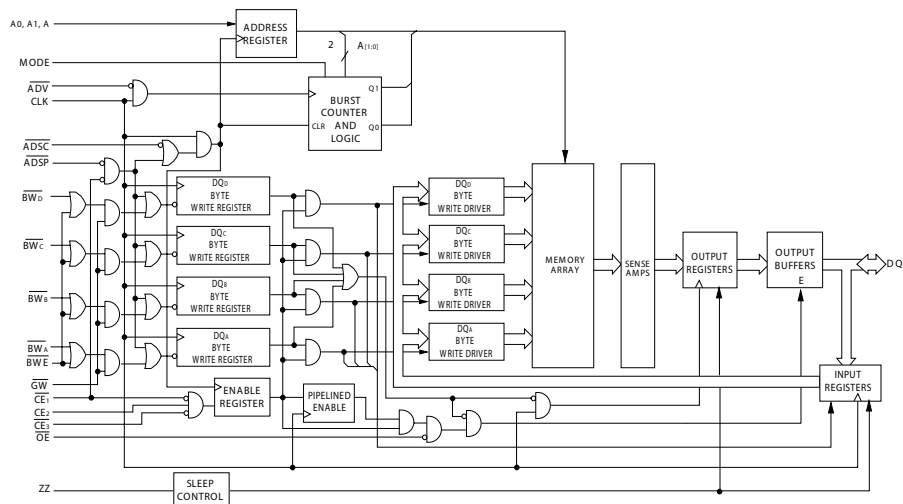 A0, A1, A
ADDRESS
REGISTER
2
A[1:0]
MODE
ADV
CLK
BURST
COUNTER
AND
LOGIC
CLR
Q1
Q0
ADSC
ADSP
BWD
DQD
BYTE
WRITE REGISTER
DQD
BYTE
WRITE DRIVER
BWC
DQC
BYTE
WRITE REGISTER
DQC
BYTE
WRITE DRIVER
MEMORY
ARRAY
SENSE
AMPS
OUTPUT
REGISTERS
OUTPUT
BUFFERS
E
DQs
BWB
DQB
BYTE
WRITE REGISTER
DQB
BYTE
WRITE DRIVER
BWA
BWE
DQA
BYTE
WRITE REGISTER
DQA
BYTE
WRITE DRIVER
GW
CE1
CE2
CE3
OE
ENABLE
REGISTER
PIPELINED
ENABLE
INPUT
REGISTERS
ZZ
SLEEP
CONTROL